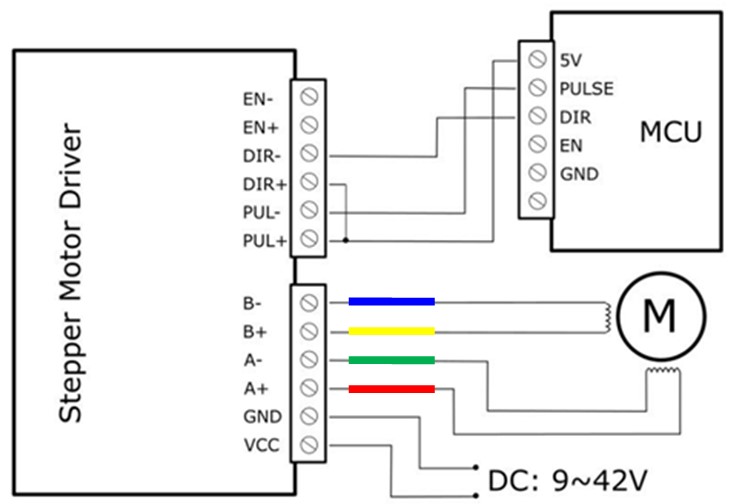 Stepper Motor Driver
EN-
EN+
DIR-
DIR+
PUL-
PUL+
B-
B+
A-
A+
GND
VCC
5V
PULSE
DIR
EN
GND
MCU
M
DC: 9~42V